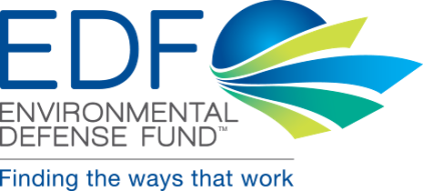 EDF
ENVIRONMENTAL
DEFENSE FUND™
Finding the ways that work